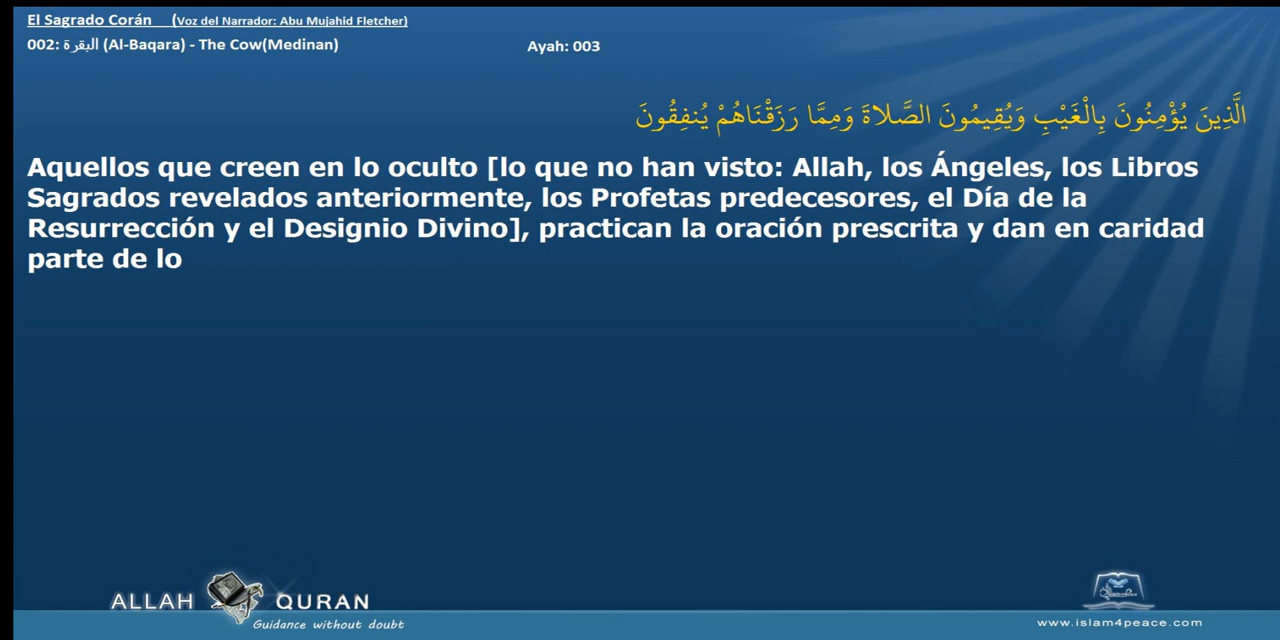 El Sagrado Corán (Voz del Narrador: Abu Mujahid Fletcher)
002: البقرة (Al-Baqara) - The Cow(Medinan)
Ayah: 003
الَّذِينَ يُؤْمِنُونَ بِالْغَيْبِ وَيُقِيمُونَ الصَّلاةَ وَمِمَّا رَزَقْنَاهُمْ يُنفِقُونَ
Aquellos que creen en lo oculto [lo que no han visto: Allah, los Ángeles, los Libros
Sagrados revelados anteriormente, los Profetas predecesores, el Día de la
Resurrección y el Designio Divino], practican la oración prescrita y dan en caridad
parte de lo
ALLAH QURAN
Guidance without doubt
www.islam4peace.com